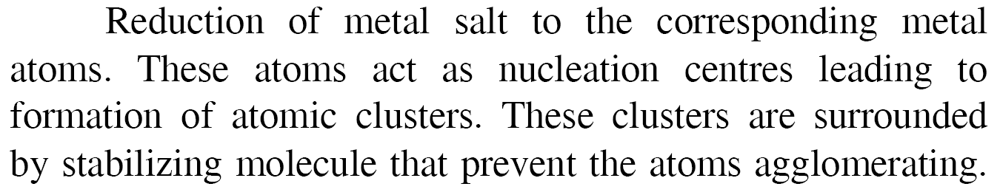 Reduction of metal salt to the corresponding metal
atoms. These atoms act as nucleation centres leading to
formation of atomic clusters. These clusters are surrounded
by stabilizing molecule that prevent the atoms agglomerating.